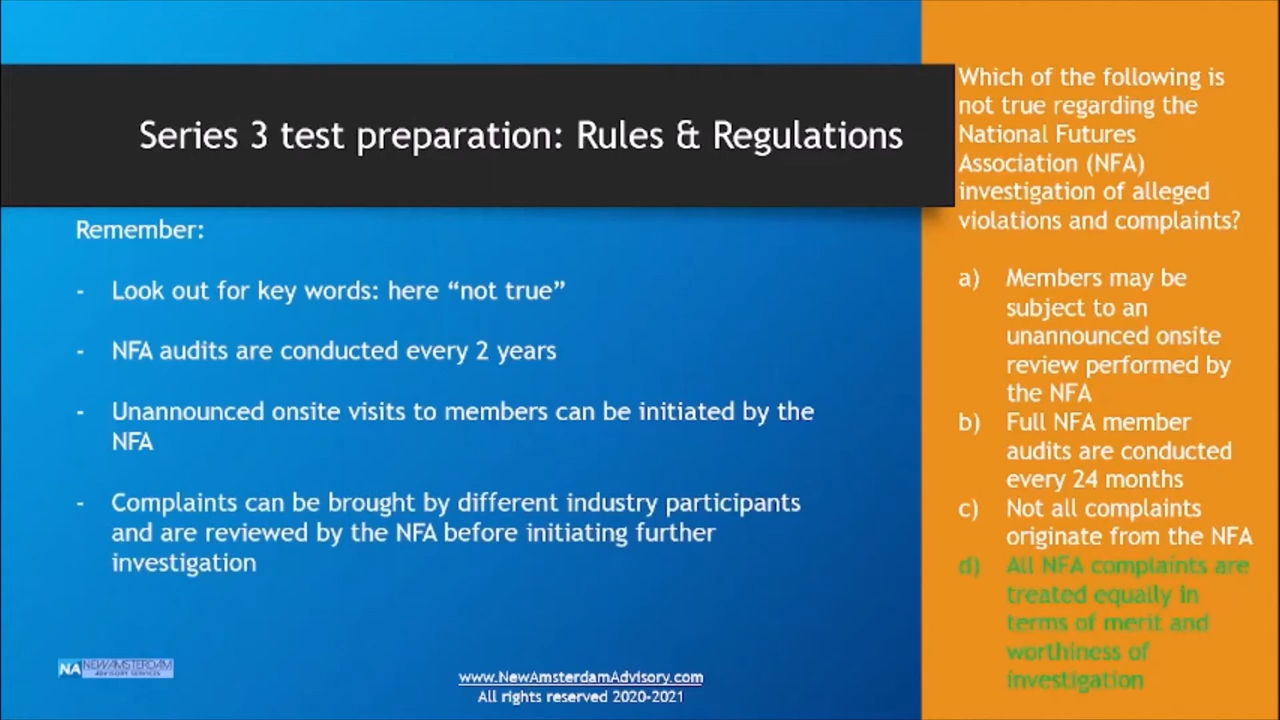 Series 3 test preparation: Rules & Regulations
Remember:
- Look out for key words: here “not true”
- NFA audits are conducted every 2 years
- Unannounced onsite visits to members can be initiated by the
NFA
- Complaints can be brought by different industry participants
and are reviewed by the NFA before initiating further
investigation
NA NEWAMSTERDAM
ADVISORY SERVICES
www.NewAmsterdamAdvisory.com
All rights reserved 2020-2021
Which of the following is
not true regarding the
National Futures
Association (NFA)
investigation of alleged
violations and complaints?
a) Members may be
subject to an
unannounced onsite
review performed by
the NFA
b) Full NFA member
audits are conducted
every 24 months
c) Not all complaints
originate from the NFA
d) All NFA complaints are
treated equally in
terms of merit and
worthiness of
investigation